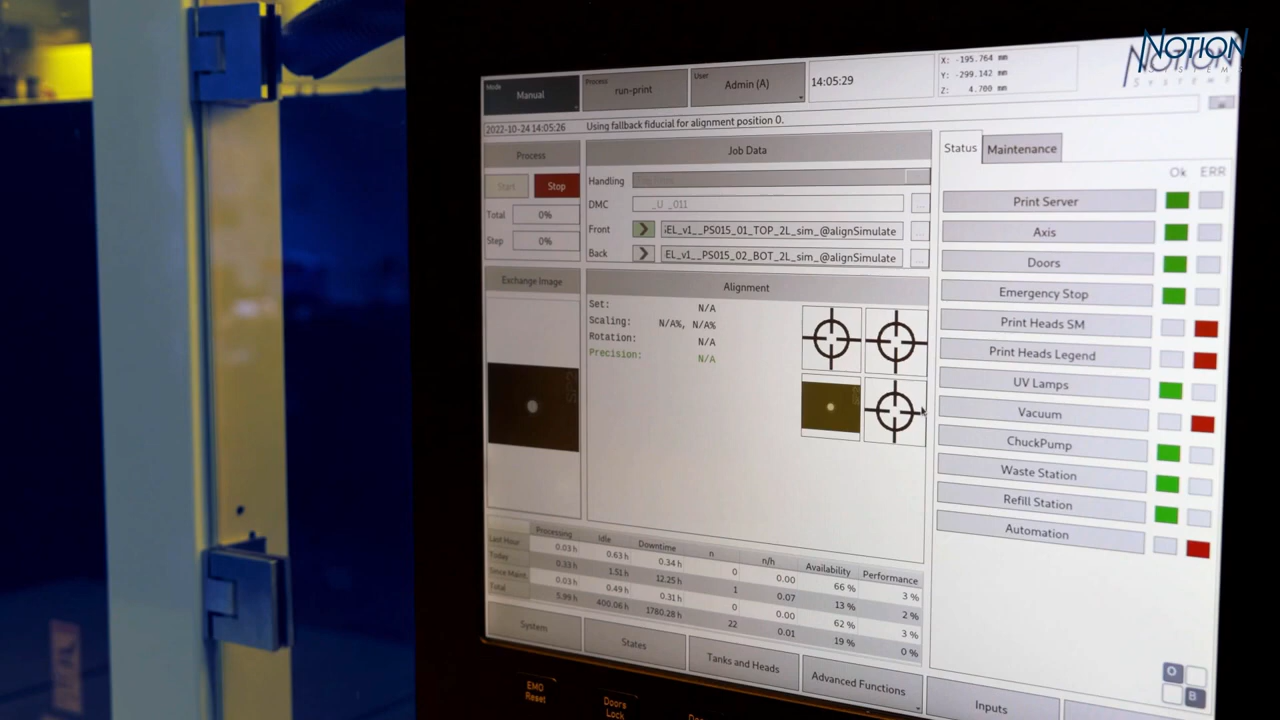 NOTION
SYSTEMS
NOTION
Systems
Mode
Manual
Process
run-print
User
Admin (A)
14:05:29
X: -195.764 mm
Y: -299.142 mm
Z: 4.700 mm
2022-10-24 14:05:26 Using fallback fiducial for alignment position 0.
Process
Start Stop
Total 0%
Step 0%
Exchange Image
Job Data
Handling
DMC _U _011
Front EL_v1__PS015_01_TOP_2L_sim_@alignSimulate
Back EL_v1__PS015_02_BOT_2L_sim_@alignSimulate
Alignment
Set: N/A
Scaling: N/A%, N/A%
Rotation: N/A
Precision: N/A
Status Maintenance
Ok ERR
Print Server
Axis
Doors
Emergency Stop
Print Heads SM
Print Heads Legend
UV Lamps
Vacuum
ChuckPump
Waste Station
Refill Station
Automation
Processing Idle Downtime n n/h Availability Performance
Last Hour 0.03 h 0.63 h 0.34 h 0 0.00 66 % 3 %
Today 0.33 h 1.51 h 12.25 h 1 0.07 13 % 2 %
Since Maint. 0.03 h 0.49 h 0.31 h 0 0.00 62 % 3 %
Total 5.99 h 400.06 h 1780.28 h 22 0.01 19 % 0 %
System
States
Tanks and Heads
Advanced Functions
Inputs
O
B
EMO
Reset
Doors
Lock